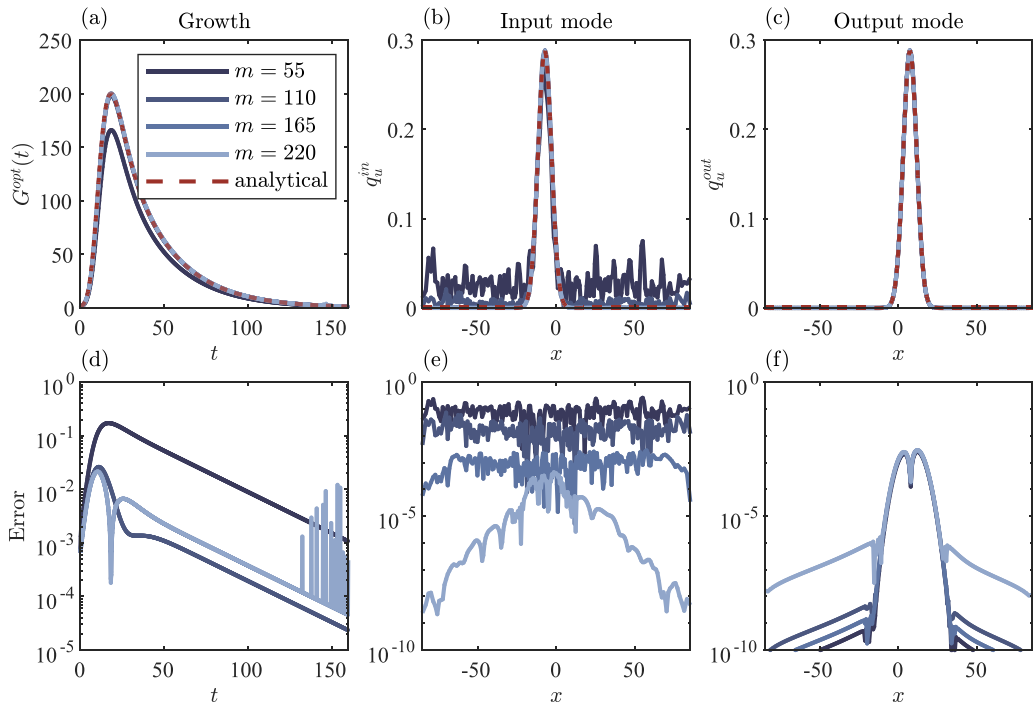 (a) Growth
(b) Input mode
(c) Output mode
G^{opt}(t)
200
150
100
50
0
m = 55
m = 110
m = 165
m = 220
analytical
0 50 100 150
t
q_u^{in}
0.3
0.2
0.1
0
-50 0 50
x
q_u^{out}
0.3
0.2
0.1
0
-50 0 50
x
(d)
(e)
(f)
Error
10^0
10^{-1}
10^{-2}
10^{-3}
10^{-4}
10^{-5}
0 50 100 150
t
10^0
10^{-5}
10^{-10}
-50 0 50
x
10^0
10^{-5}
10^{-10}
-50 0 50
x